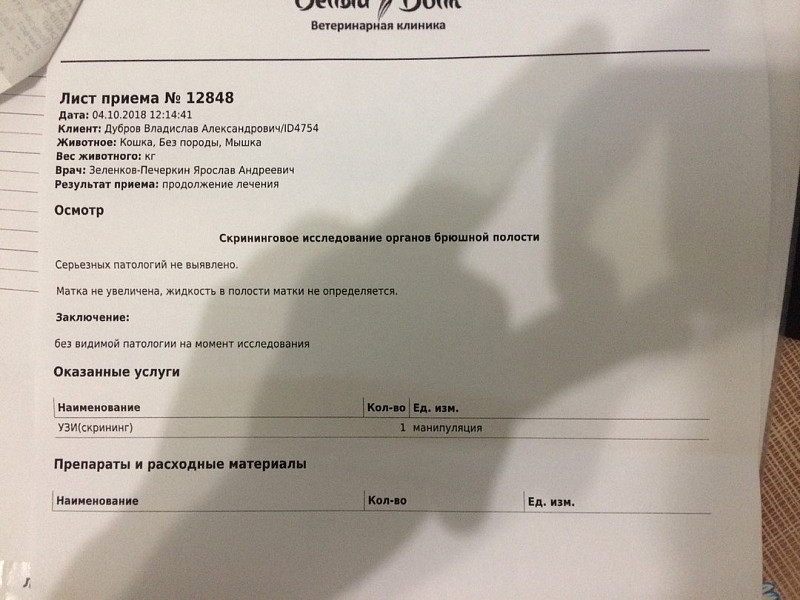 Ветеринарная клиника
Лист приема № 12848
Дата: 04.10.2018 12:14:41
Клиент: Дубров Владислав Александрович/ID4754
Животное: Кошка, Без породы, Мышка
Вес животного: кг
Врач: Зеленков-Печеркин Ярослав Андреевич
Результат приема: продолжение лечения
Осмотр
Скрининговое исследование органов брюшной полости
Серьезных патологий не выявлено.
Матка не увеличена, жидкость в полости матки не определяется.
Заключение:
без видимой патологии на момент исследования
Оказанные услуги
Наименование Кол-во Ед. изм.
УЗИ(скрининг) 1 манипуляция
Препараты и расходные материалы
Наименование Кол-во Ед. изм.